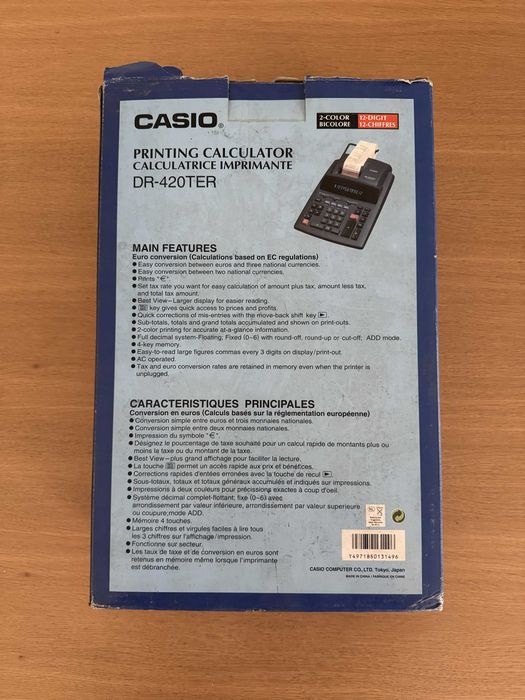 CASIO®
2-COLOR 12-DIGIT
BICOLORE 12-CHIFFRES
PRINTING CALCULATOR
CALCULATRICE IMPRIMANTE
DR-420TER
MAIN FEATURES
Euro conversion (Calculations based on EC regulations)
● Easy conversion between euros and three national currencies.
● Easy conversion between two national currencies.
● Prints "€".
● Set tax rate you want for easy calculation of amount plus tax, amount less tax,
and total tax amount.
● Best View–Larger display for easier reading.
● key gives quick access to prices and profits.
● Quick corrections of mis-entries with the move-back shift key ▶.
● Sub-totals, totals and grand totals accumulated and shown on print-outs.
● 2-color printing for accurate at-a-glance information.
● Full decimal system-Floating; Fixed (0–6) with round-off, round-up or cut-off; ADD mode.
● 4-key memory.
● Easy-to-read large figures commas every 3 digits on display/print-out.
● AC operated.
● Tax and euro conversion rates are retained in memory even when the printer is
unplugged.
CARACTERISTIQUES PRINCIPALES
Conversion en euros (Calculs basés sur la réglementation européenne)
● Conversion simple entre euros et trois monnaies nationales.
● Conversion simple entre deux monnaies nationales.
● Impression du symbole "€".
● Désignez le pourcentage de taxe souhaité pour un calcul rapide de montants plus ou
moins la taxe ou du montant de la taxe.
● Best View–plus grand affichage pour faciliter la lecture.
● La touche permet un accès rapide aux prix et bénéfices.
● Corrections rapides d'entrées erronées avec la touche de recul ▶.
● Sous-totaux, totaux et totaux généraux accumulés et indiqués sur imprimés.
● Impressions à deux couleurs pour précisions exactes à coup d'oeil.
● Système décimal complet-flottant; fixe (0–6) avec
arrondissement par valeur inférieure, arrondissement par valeur superieure
ou coupure;mode ADD.
● Mémoire 4 touches.
● Larges chiffres et virgules faciles à lire tous
les 3 chiffres sur l'affichage/impression.
● Fonctionne sur secteur.
● Les taux de taxe et de conversion en euros sont
retenus en mémoire même lorsque l'imprimante
est débranchée.
Y4971850131496
CASIO COMPUTER CO., LTD. Tokyo, Japan
MADE IN CHINA / FABRIQUE EN CHINE